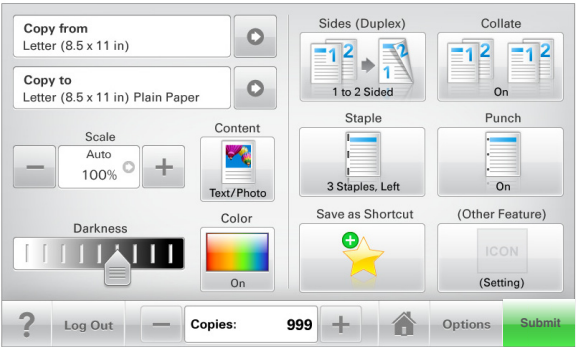 Copy from
Letter (8.5 x 11 in)
Copy to
Letter (8.5 x 11 in) Plain Paper
Scale
Auto
100%
Content
Text/Photo
Darkness
Color
On
Sides (Duplex)
1 2 2 1
1 to 2 Sided
Collate
1 2 1 2
On
Staple
3 Staples, Left
Punch
On
Save as Shortcut
(Other Feature)
ICON
(Setting)
?
Log Out
Copies: 999
Options
Submit